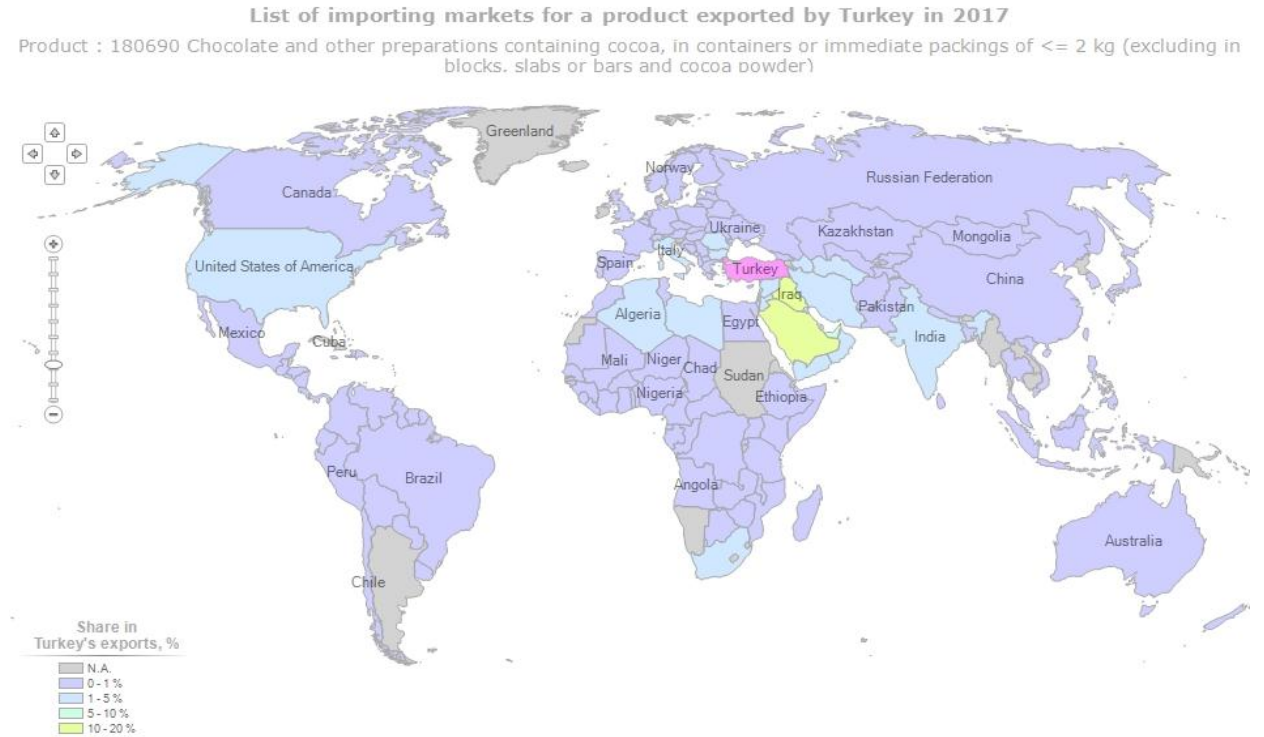 List of importing markets for a product exported by Turkey in 2017
Product : 180690 Chocolate and other preparations containing cocoa, in containers or immediate packings of <= 2 kg (excluding in
blocks, slabs or bars and cocoa powder)
Greenland
Norway
Russian Federation
Canada
Ukraine
Kazakhstan
Mongolia
Italy
Spain
Turkey
United States of America
China
Iraq
Pakistan
Algeria
Egypt
India
Mexico
Cuba
Mali
Niger
Chad
Sudan
Nigeria
Ethiopia
Peru
Brazil
Angola
Australia
Chile
Share in
Turkey's exports, %
N.A.
0 - 1 %
1 - 5 %
5 - 10 %
10 - 20 %